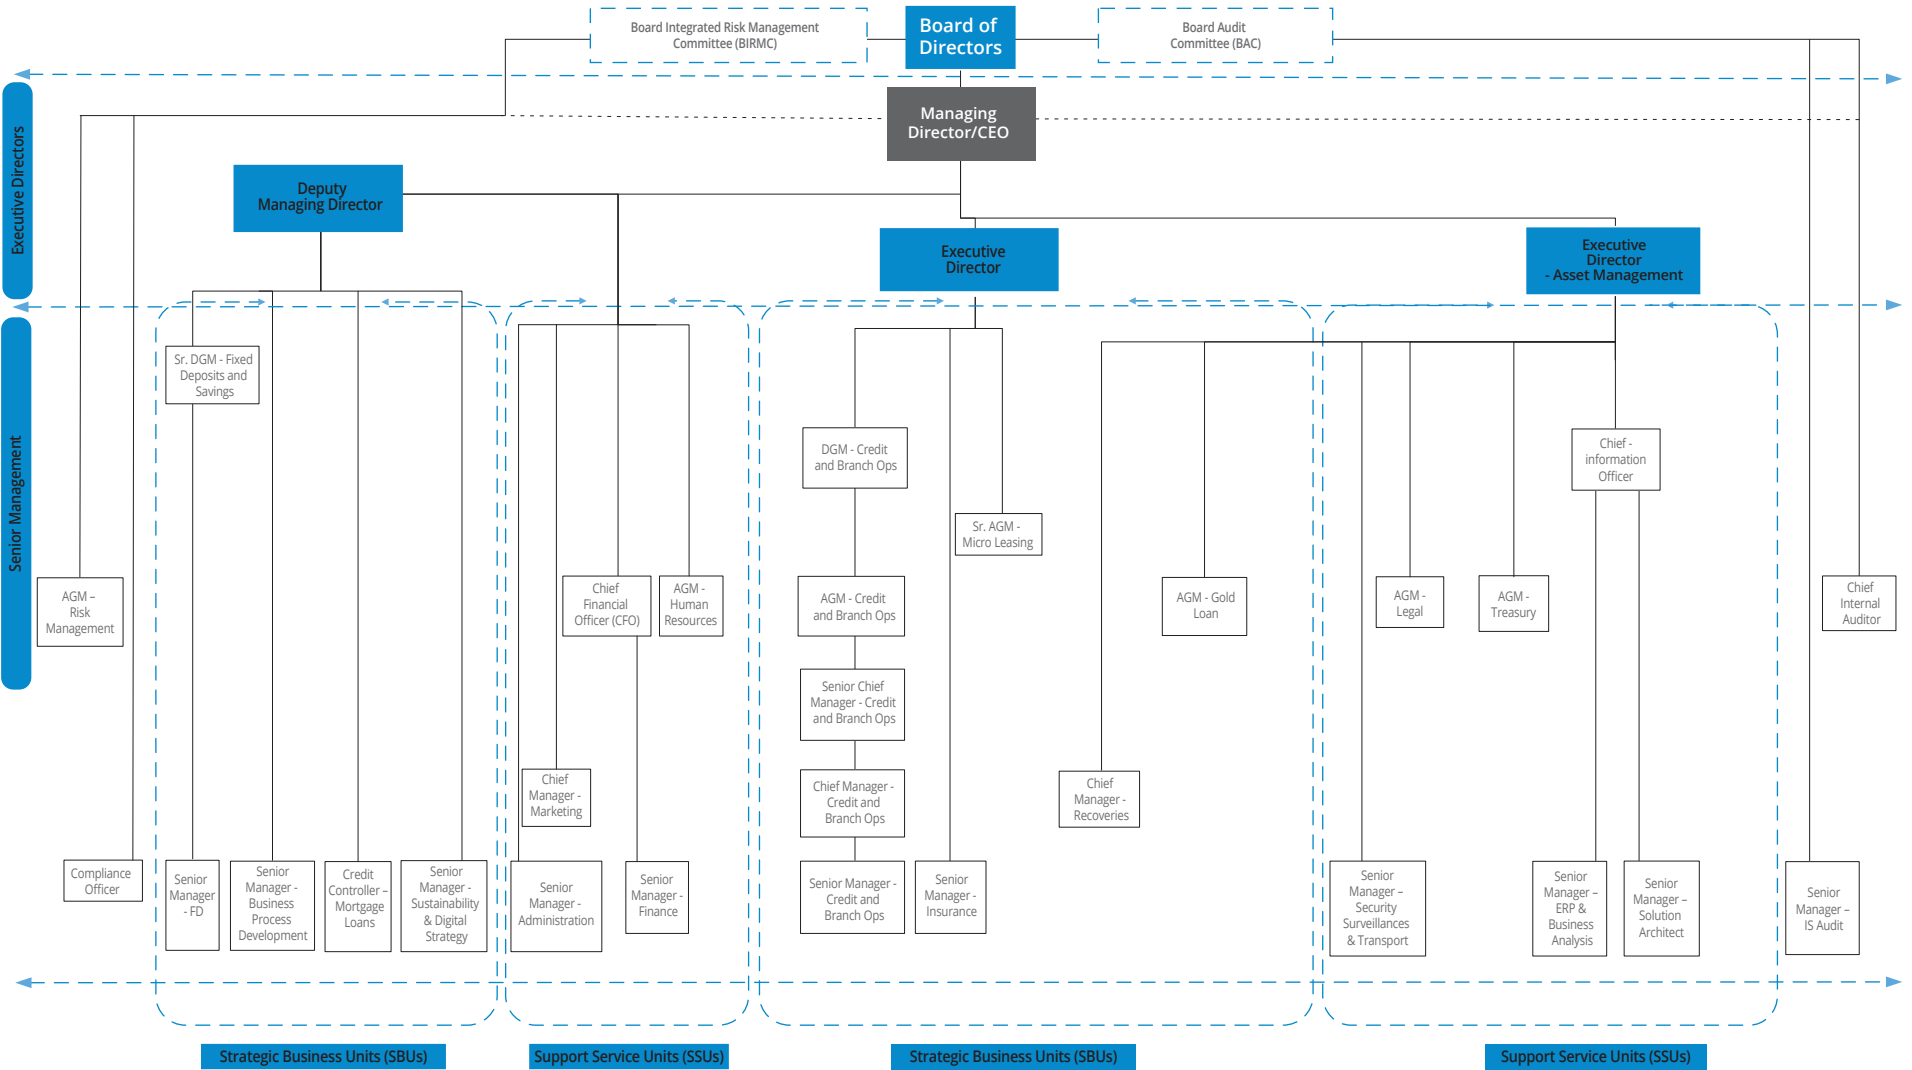 Board Integrated Risk Management
Committee (BIRMC)
Board of
Directors
Board Audit
Committee (BAC)
Executive Directors
Managing
Director/CEO
Deputy
Managing Director
Executive
Director
Executive
Director
- Asset Management
Senior Management
Sr. DGM - Fixed
Deposits and
Savings
DGM - Credit
and Branch Ops
Chief -
information
Officer
Sr. AGM -
Micro Leasing
AGM –
Risk
Management
Chief
Financial
Officer (CFO)
AGM -
Human
Resources
AGM - Credit
and Branch Ops
AGM - Gold
Loan
AGM -
Legal
AGM -
Treasury
Chief
Internal
Auditor
Senior Chief
Manager - Credit
and Branch Ops
Chief
Manager -
Marketing
Chief Manager -
Credit and
Branch Ops
Chief
Manager -
Recoveries
Compliance
Officer
Senior
Manager
- FD
Senior
Manager -
Business
Process
Development
Credit
Controller –
Mortgage
Loans
Senior
Manager -
Sustainability
& Digital
Strategy
Senior
Manager -
Administration
Senior
Manager -
Finance
Senior Manager -
Credit and
Branch Ops
Senior
Manager -
Insurance
Senior
Manager –
Security
Surveillances
& Transport
Senior
Manager –
ERP &
Business
Analysis
Senior
Manager –
Solution
Architect
Senior
Manager –
IS Audit
Strategic Business Units (SBUs)
Support Service Units (SSUs)
Strategic Business Units (SBUs)
Support Service Units (SSUs)